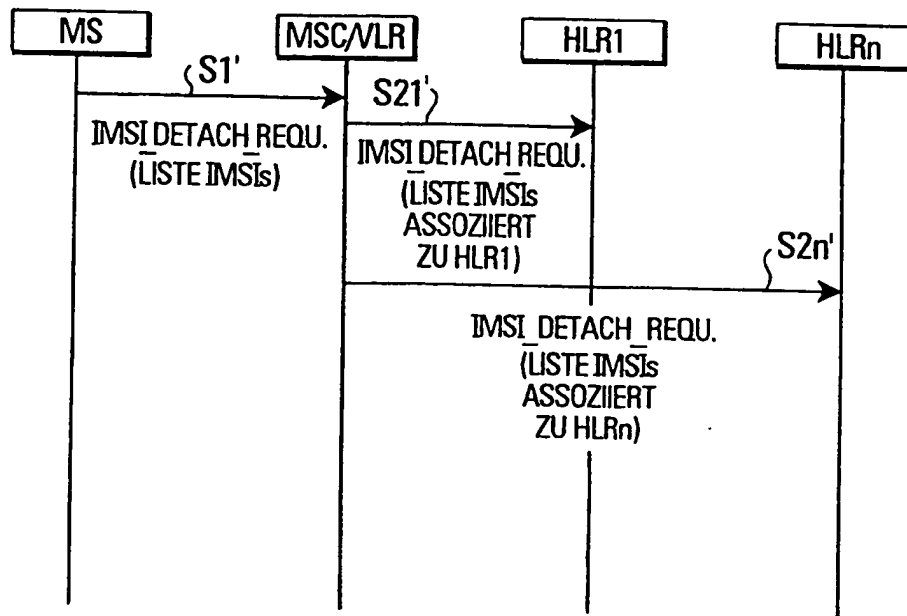 MS
MSC/VLR
HLR1
HLRn
S1'
IMSI_DETACH_REQU.
(LISTE IMSIs)
S21'
IMSI_DETACH_REQU.
(LISTE IMSIs
ASSOZIIERT
ZU HLR1)
S2n'
IMSI_DETACH_REQU.
(LISTE IMSIs
ASSOZIIERT
ZU HLRn)